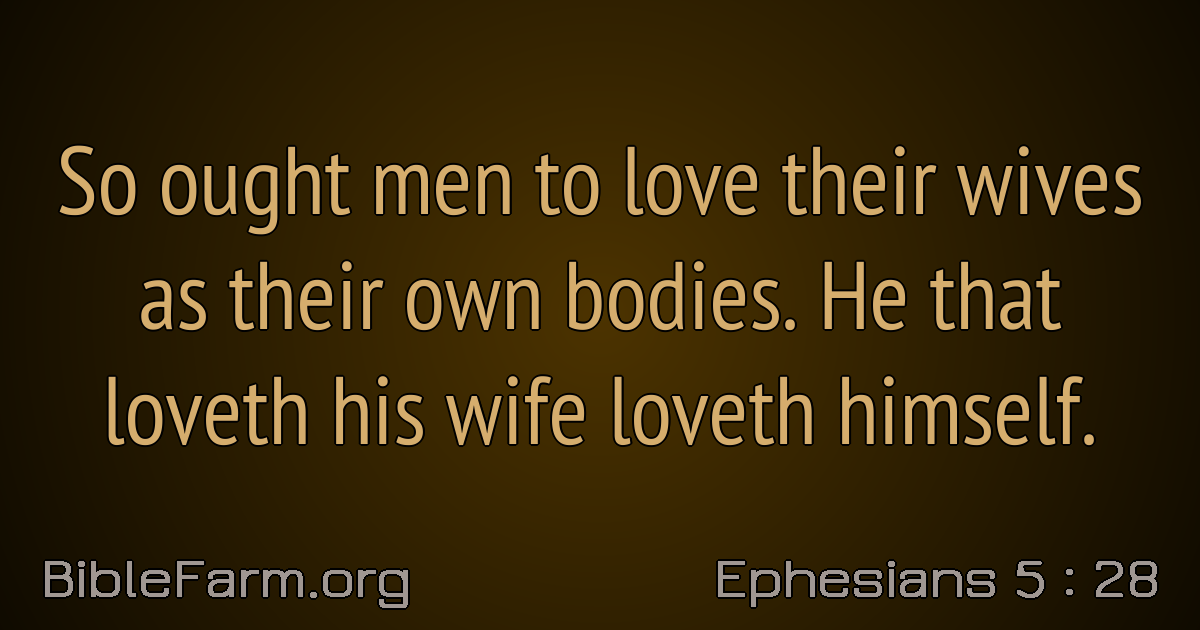 So ought men to love their wives
as their own bodies. He that
loveth his wife loveth himself.
BibleFarm.org
Ephesians 5 : 28